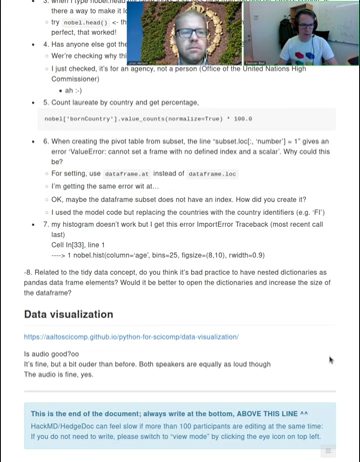 3. when I type nobel.head
there a way to make it lo
try nobel.head() <- th
perfect, that worked!
4. Has anyone else got the
Wer're checking why thi
I just checked, it's for an agency, not a person (Office of the United Nations High
Commissioner)
ah :-)
5. Count laureate by country and get percentage,
nobel['bornCountry'].value_counts(normalize=True) * 100.0
6. When creating the pivot table from subset, the line "subset.loc[:, 'number'] = 1" gives an
error 'ValueError: cannot set a frame with no defined index and a scalar'. Why could this
be?
For setting, use dataframe.at instead of dataframe.loc
I'm getting the same error wit at…
OK, maybe the dataframe subset does not have an index. How did you create it?
I used the model code but replacing the countries with the country identifiers (e.g. 'FI')
7. my histogram doesn't work but I get this error ImportError Traceback (most recent call
last)
Cell In[33], line 1
----> 1 nobel.hist(column='age', bins=25, figsize=(8,10), rwidth=0.9)
-8. Related to the tidy data concept, do you think it's bad practice to have nested dictionaries as
pandas data frame elements? Would it be better to open the dictionaries and increase the size of
the dataframe?
Data visualization
https://aaltoscicomp.github.io/python-for-scicomp/data-visualization/
Is audio good?oo
It's fine, but a bit ouder than before. Both speakers are equally as loud though
The audio is fine, yes.
This is the end of the document; always write at the bottom, ABOVE THIS LINE ^^
HackMD/HedgeDoc can feel slow if more than 100 participants are editing at the same time:
If you do not need to write, please switch to "view mode" by clicking the eye icon on top left.